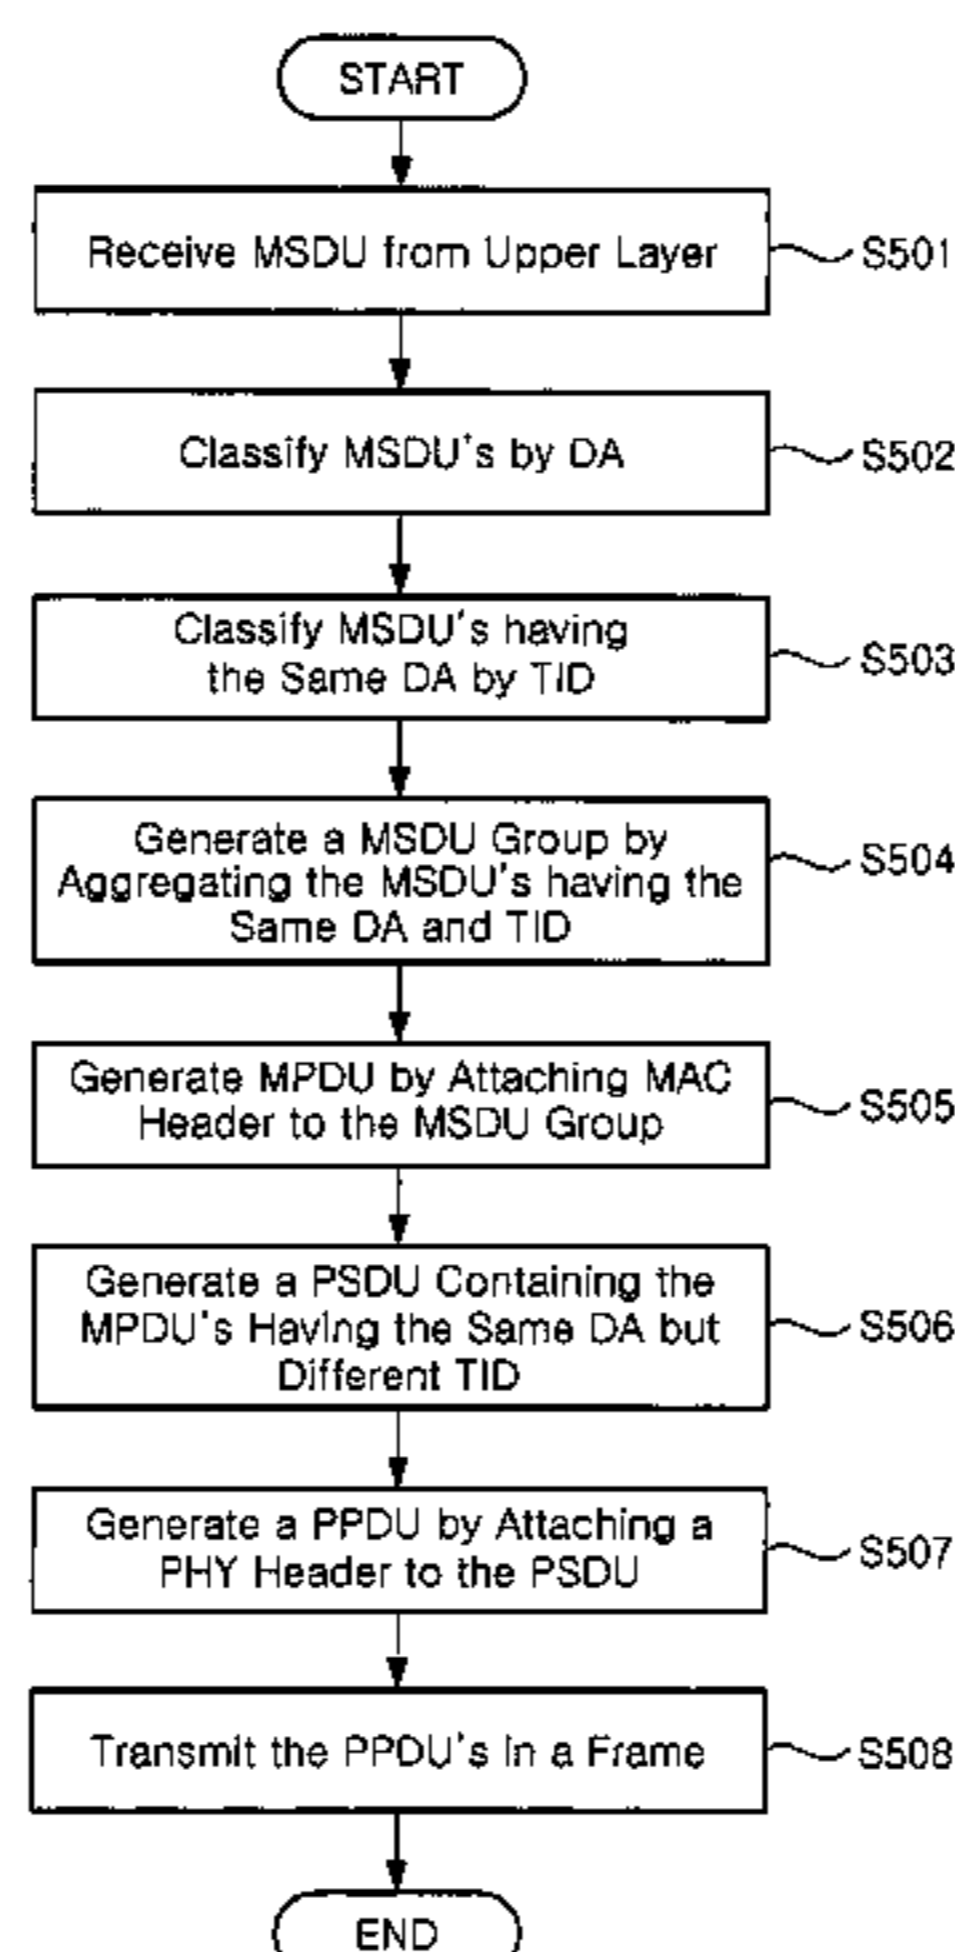 START
Receive MSDU from Upper Layer
S501
Classify MSDU's by DA
S502
Classify MSDU's having
the Same DA by TID
S503
Generate a MSDU Group by
Aggregating the MSDU's having the
Same DA and TID
S504
Generate MPDU by Attaching MAC
Header to the MSDU Group
S505
Generate a PSDU Containing the
MPDU's Having the Same DA but
Different TID
S506
Generate a PPDU by Attaching a
PHY Header to the PSDU
S507
Transmit the PPDU's in a Frame
S508
END